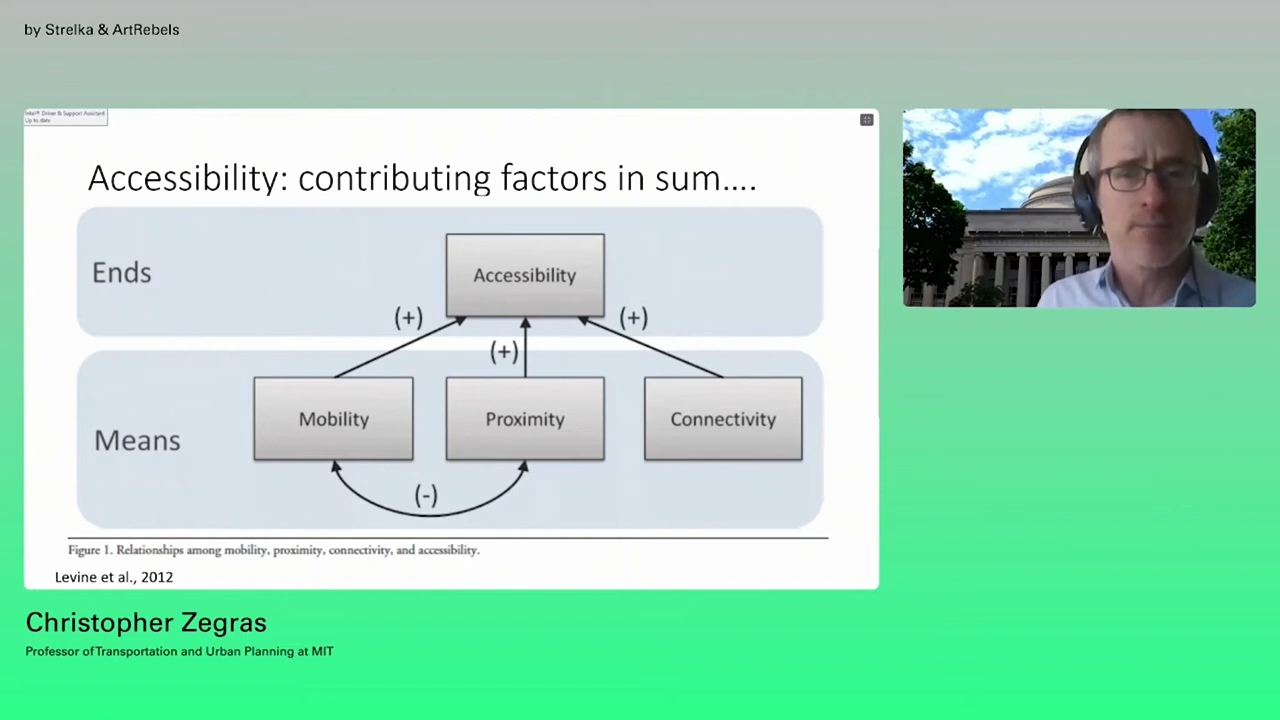 by Strelka & ArtRebels
Intel® Driver & Support Assistant
Up to date
Accessibility: contributing factors in sum....
Ends
Accessibility
(+)
(+)
(+)
Means
Mobility
Proximity
Connectivity
(-)
Figure 1. Relationships among mobility, proximity, connectivity, and accessibility.
Levine et al., 2012
Christopher Zegras
Professor of Transportation and Urban Planning at MIT